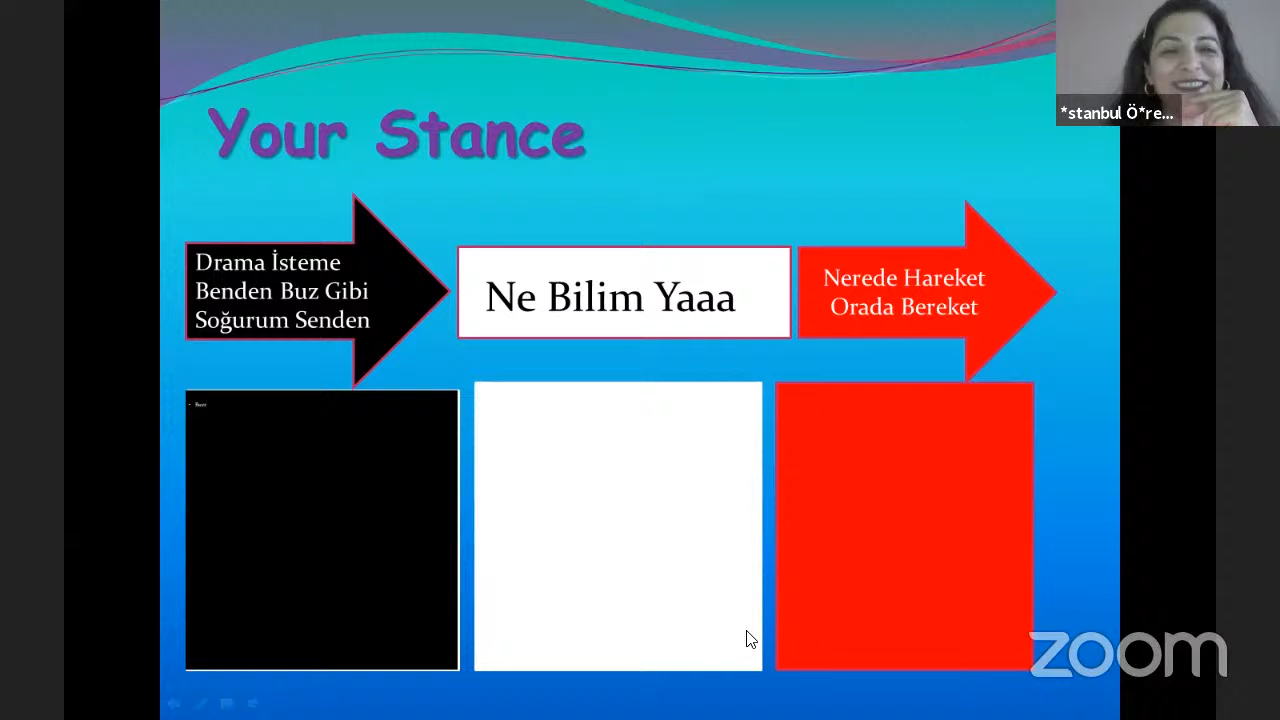 *stanbul Ö*re...
Your Stance
Drama İsteme
Benden Buz Gibi
Soğurum Senden
Ne Bilim Yaaa
Nerede Hareket
Orada Bereket
zoom